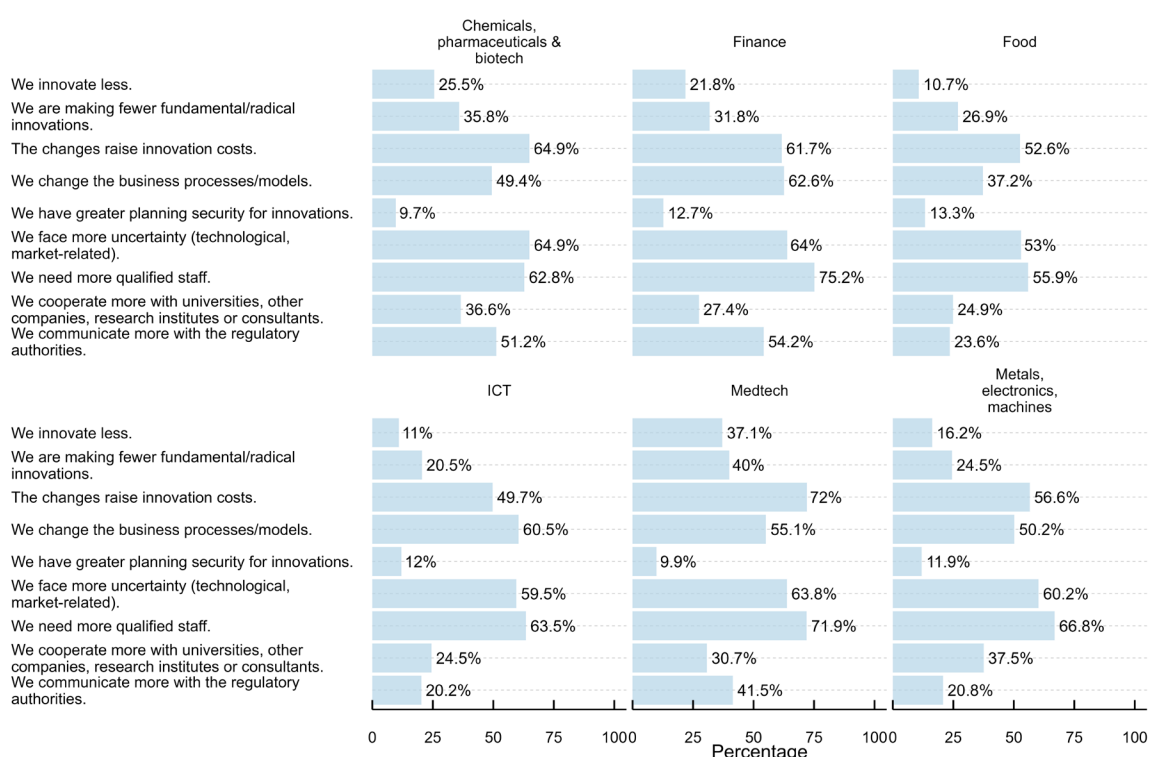 Chemicals,
pharmaceuticals &
biotech
Finance
Food
We innovate less.
25.5%
21.8%
10.7%
We are making fewer fundamental/radical
innovations.
35.8%
31.8%
26.9%
The changes raise innovation costs.
64.9%
61.7%
52.6%
We change the business processes/models.
49.4%
62.6%
37.2%
We have greater planning security for innovations.
9.7%
12.7%
13.3%
We face more uncertainty (technological,
market-related).
64.9%
64%
53%
We need more qualified staff.
62.8%
75.2%
55.9%
We cooperate more with universities, other
companies, research institutes or consultants.
36.6%
27.4%
24.9%
We communicate more with the regulatory
authorities.
51.2%
54.2%
23.6%
ICT
Medtech
Metals,
electronics,
machines
We innovate less.
11%
37.1%
16.2%
We are making fewer fundamental/radical
innovations.
20.5%
40%
24.5%
The changes raise innovation costs.
49.7%
72%
56.6%
We change the business processes/models.
60.5%
55.1%
50.2%
We have greater planning security for innovations.
12%
9.9%
11.9%
We face more uncertainty (technological,
market-related).
59.5%
63.8%
60.2%
We need more qualified staff.
63.5%
71.9%
66.8%
We cooperate more with universities, other
companies, research institutes or consultants.
24.5%
30.7%
37.5%
We communicate more with the regulatory
authorities.
20.2%
41.5%
20.8%
0 25 50 75 100
0 25 50 75 100
0 25 50 75 100
Percentage